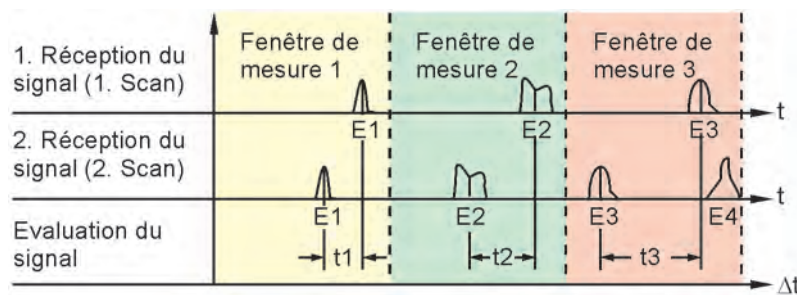 1. Réception du
signal (1. Scan)
Fenêtre de
mesure 1
Fenêtre de
mesure 2
Fenêtre de
mesure 3
E1
E2
E3
t
2. Réception du
signal (2. Scan)
E1
E2
E3
E4
t
Evaluation du
signal
t1
t2
t3
Δt